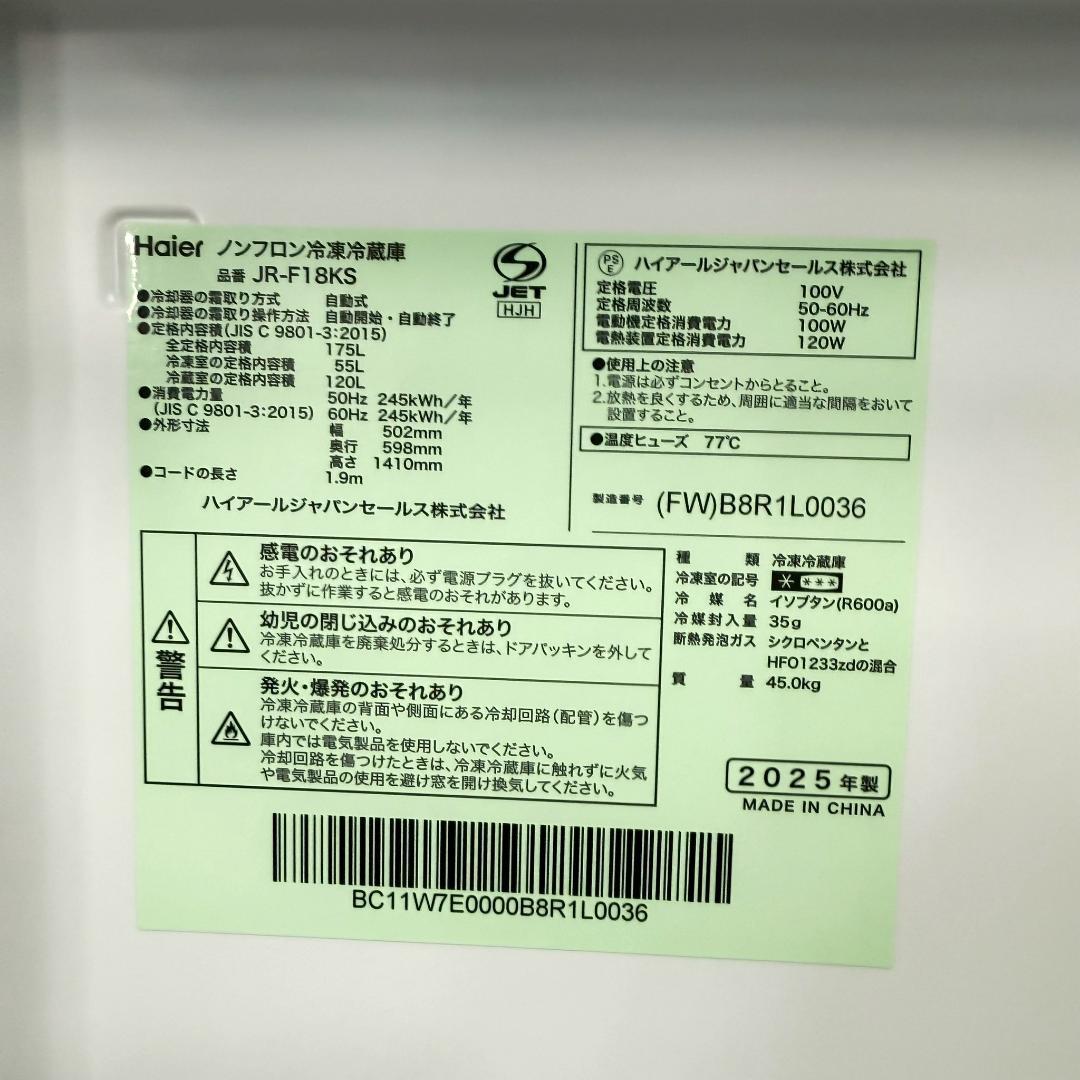 Haier ノンフロン冷凍冷蔵庫
品番 JR-F18KS
●冷却器の霜取り方式 自動式
●冷却器の霜取り操作方法 自動開始・自動終了
●定格内容積(JIS C 9801-3:2015)
全定格内容積 175L
冷凍室の定格内容積 55L
冷蔵室の定格内容積 120L
●消費電力量 50Hz 245kWh/年
(JIS C 9801-3:2015) 60Hz 245kWh/年
●外形寸法 幅 502mm
奥行 598mm
高さ 1410mm
●コードの長さ 1.9m
ハイアールジャパンセールス株式会社
JET
HJH
PSE ハイアールジャパンセールス株式会社
定格電圧 100V
定格周波数 50-60Hz
電動機定格消費電力 100W
電熱装置定格消費電力 120W
●使用上の注意
1.電源は必ずコンセントからとること。
2.放熱を良くするため、周囲に適当な間隔をおいて
設置すること。
●温度ヒューズ 77℃
製造番号 (FW)B8R1L0036
警告
感電のおそれあり
お手入れのときには、必ず電源プラグを抜いてください。
抜かずに作業すると感電のおそれがあります。
幼児の閉じ込みのおそれあり
冷凍冷蔵庫を廃棄処分するときは、ドアパッキンを外して
ください。
発火・爆発のおそれあり
冷凍冷蔵庫の背面や側面にある冷却回路(配管)を傷つ
けないでください。
庫内では電気製品を使用しないでください。
冷却回路を傷つけたときは、冷凍冷蔵庫に触れずに火気
や電気製品の使用を避け窓を開け換気してください。
種類 冷凍冷蔵庫
冷凍室の記号 * ***
冷媒名 イソブタン(R600a)
冷媒封入量 35g
断熱発泡ガス シクロペンタンと
HFO1233zdの混合
質量 45.0kg
2025年製
MADE IN CHINA
BC11W7E0000B8R1L0036